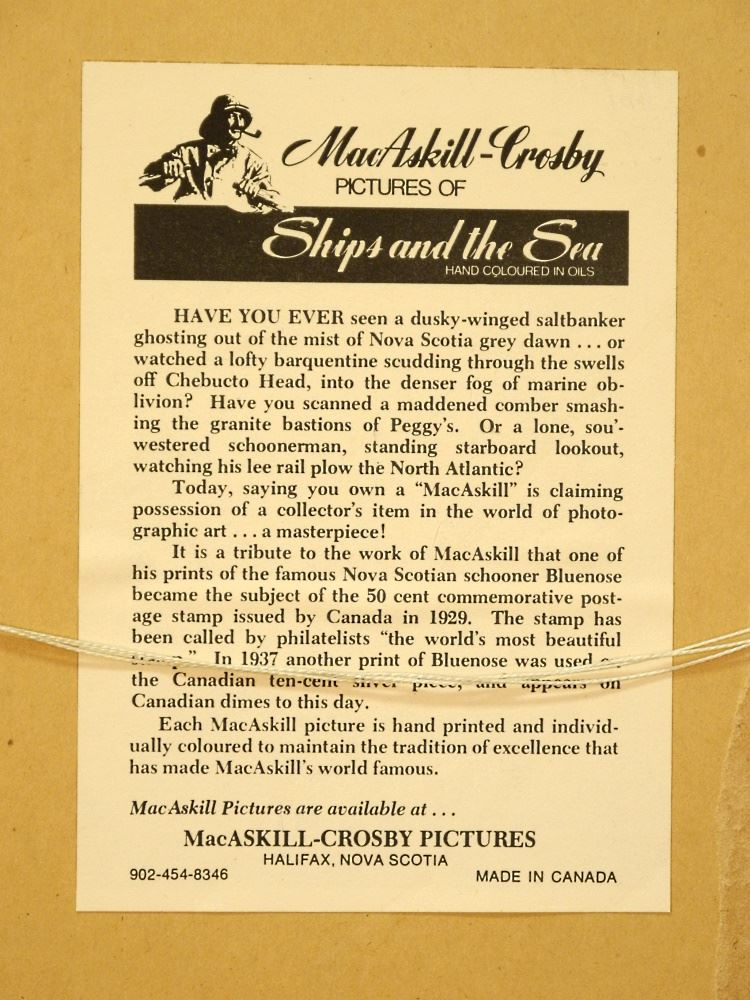 MacAskill-Crosby
PICTURES OF
Ships and the Sea
HAND COLOURED IN OILS
HAVE YOU EVER seen a dusky-winged saltbanker
ghosting out of the mist of Nova Scotia grey dawn . . . or
watched a lofty barquentine scudding through the swells
off Chebucto Head, into the denser fog of marine ob-
livion? Have you scanned a maddened comber smash-
ing the granite bastions of Peggy's. Or a lone, sou'-
westered schoonerman, standing starboard lookout,
watching his lee rail plow the North Atlantic?
Today, saying you own a "MacAskill" is claiming
possession of a collector's item in the world of photo-
graphic art . . . a masterpiece!
It is a tribute to the work of MacAskill that one of
his prints of the famous Nova Scotian schooner Bluenose
became the subject of the 50 cent commemorative post-
age stamp issued by Canada in 1929. The stamp has
been called by philatelists "the world's most beautiful
stamp." In 1937 another print of Bluenose was used
the Canadian ten-cent silver piece, and appears on
Canadian dimes to this day.
Each MacAskill picture is hand printed and individ-
ually coloured to maintain the tradition of excellence that
has made MacAskill's world famous.
MacAskill Pictures are available at . . .
MacASKILL-CROSBY PICTURES
HALIFAX, NOVA SCOTIA
902-454-8346 MADE IN CANADA